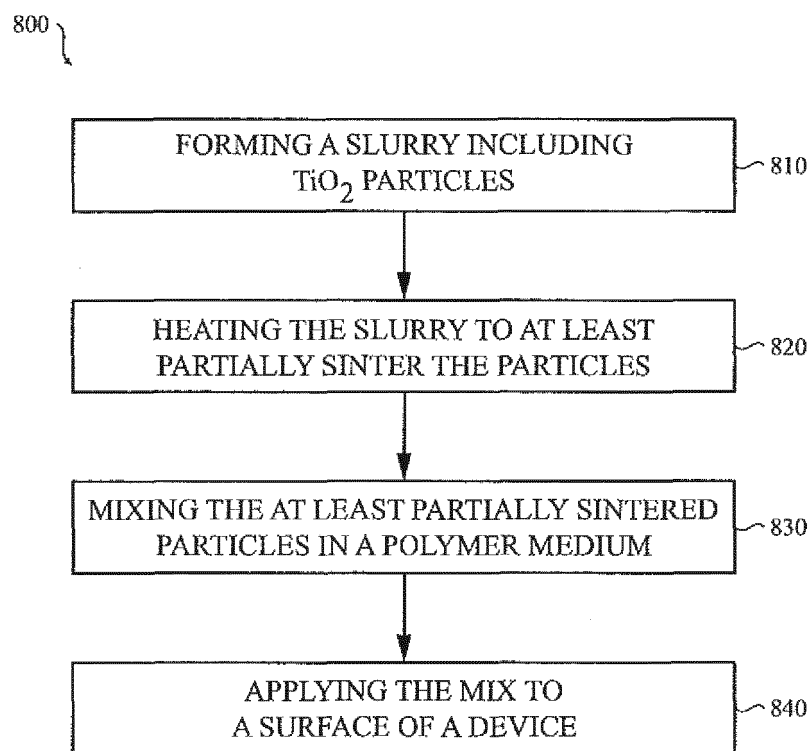 800
FORMING A SLURRY INCLUDING
TiO2 PARTICLES
810
HEATING THE SLURRY TO AT LEAST
PARTIALLY SINTER THE PARTICLES
820
MIXING THE AT LEAST PARTIALLY SINTERED
PARTICLES IN A POLYMER MEDIUM
830
APPLYING THE MIX TO
A SURFACE OF A DEVICE
840